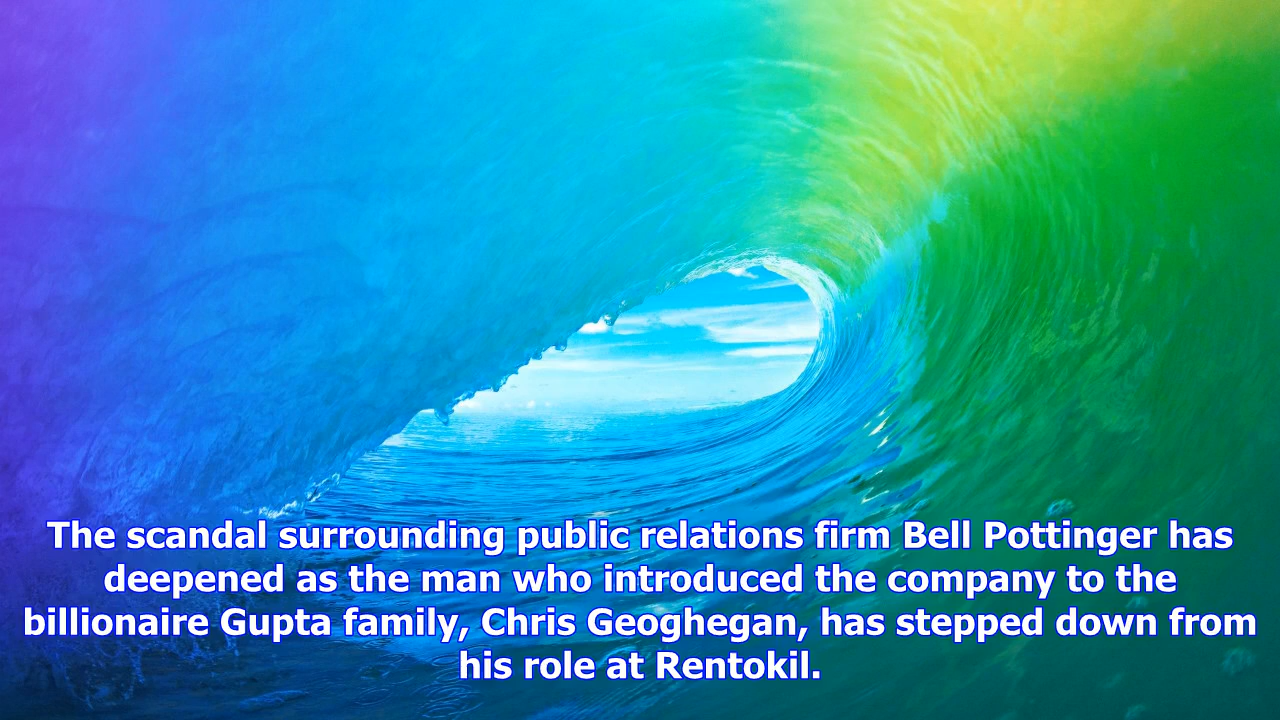 The scandal surrounding public relations firm Bell Pottinger has
deepened as the man who introduced the company to the
billionaire Gupta family, Chris Geoghegan, has stepped down from
his role at Rentokil.